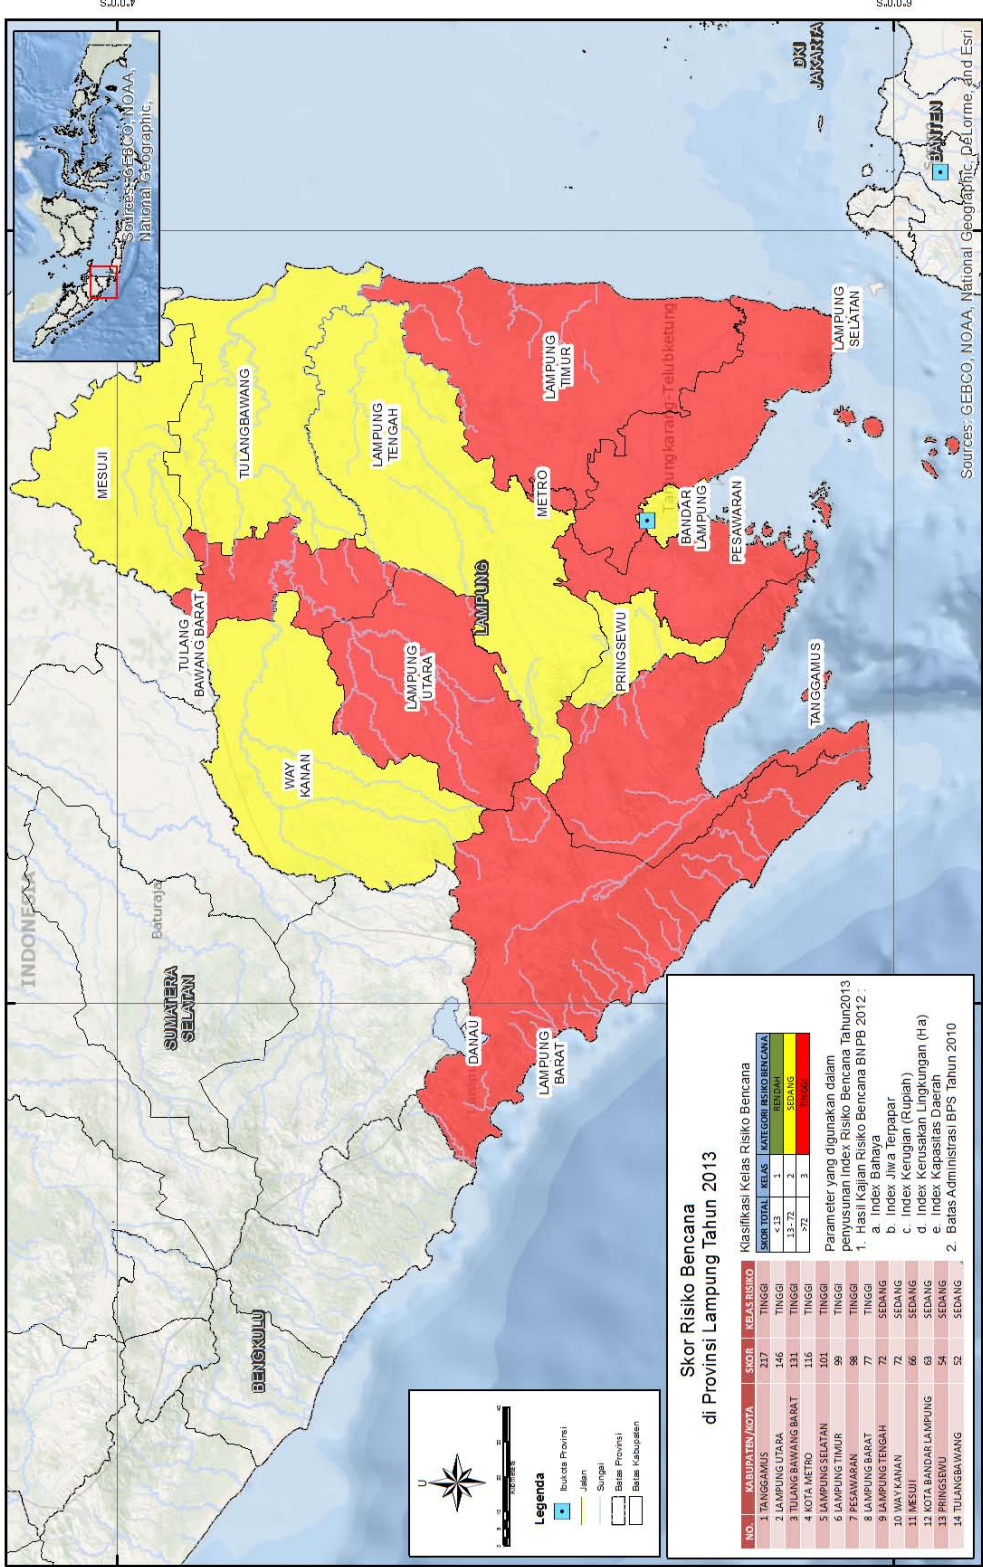 Sources: GEBCO, NOAA,
National Geographic,
INDONESIA
Baturaja
SUMATERA
SELATAN
BENGKULU
DANAU
LAMPUNG
BARAT
WAY
KANAN
TULANG
BAWANG BARAT
MESUJI
TULANGBAWANG
LAMPUNG
TENGAH
LAMPUNG
UTARA
LAMPUNG
METRO
LAMPUNG
TIMUR
PRINGSEWU
BANDAR
LAMPUNG
PESAWARAN
Tanjungkarang-Telubketung
TANGGAMUS
LAMPUNG
SELATAN
DKI
JAKARTA
BANTEN
Sources: GEBCO, NOAA, National Geographic, DeLorme, and Esri
4°0'0"S
6°0'0"S
U
Legenda
Ibukota Provinsi
Jalan
Sungai
Batas Provinsi
Batas Kabupaten
Skor Risiko Bencana
di Provinsi Lampung Tahun 2013
NO. KABUPATEN/KOTA SKOR KELAS RISIKO
1 TANGGAMUS 217 TINGGI
2 LAMPUNG UTARA 146 TINGGI
3 TULANG BAWANG BARAT 131 TINGGI
4 KOTA METRO 116 TINGGI
5 LAMPUNG SELATAN 101 TINGGI
6 LAMPUNG TIMUR 99 TINGGI
7 PESAWARAN 98 TINGGI
8 LAMPUNG BARAT 77 TINGGI
9 LAMPUNG TENGAH 72 SEDANG
10 WAY KANAN 72 SEDANG
11 MESUJI 66 SEDANG
12 KOTA BANDAR LAMPUNG 63 SEDANG
13 PRINGSEWU 54 SEDANG
14 TULANGBAWANG 52 SEDANG
Klasifikasi Kelas Risiko Bencana
SKOR TOTAL KELAS KATEGORI RISIKO BENCANA
< 13 1 RENDAH
13 - 72 2 SEDANG
>72 3 TINGGI
Parameter yang digunakan dalam
penyusunan Index Risiko Bencana Tahun2013
1. Hasil Kajian Risiko Bencana BNPB 2012 :
a. Index Bahaya
b. Index Jiwa Terpapar
c. Index Kerugian (Rupiah)
d. Index Kerusakan Lingkungan (Ha)
e. Index Kapasitas Daerah
2. Batas Administrasi BPS Tahun 2010